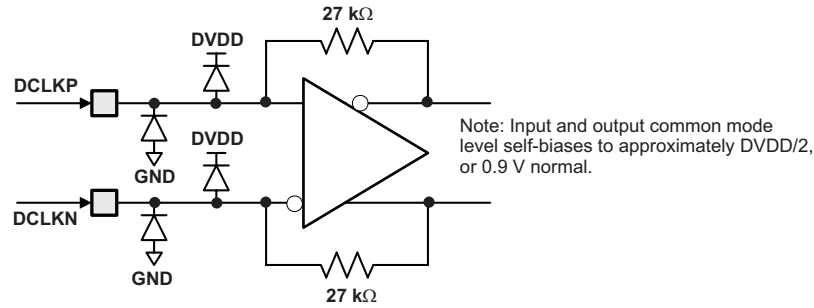 27 kΩ
DVDD
DCLKP
DVDD
GND
DCLKN
GND
27 kΩ
Note: Input and output common mode
level self-biases to approximately DVDD/2,
or 0.9 V normal.